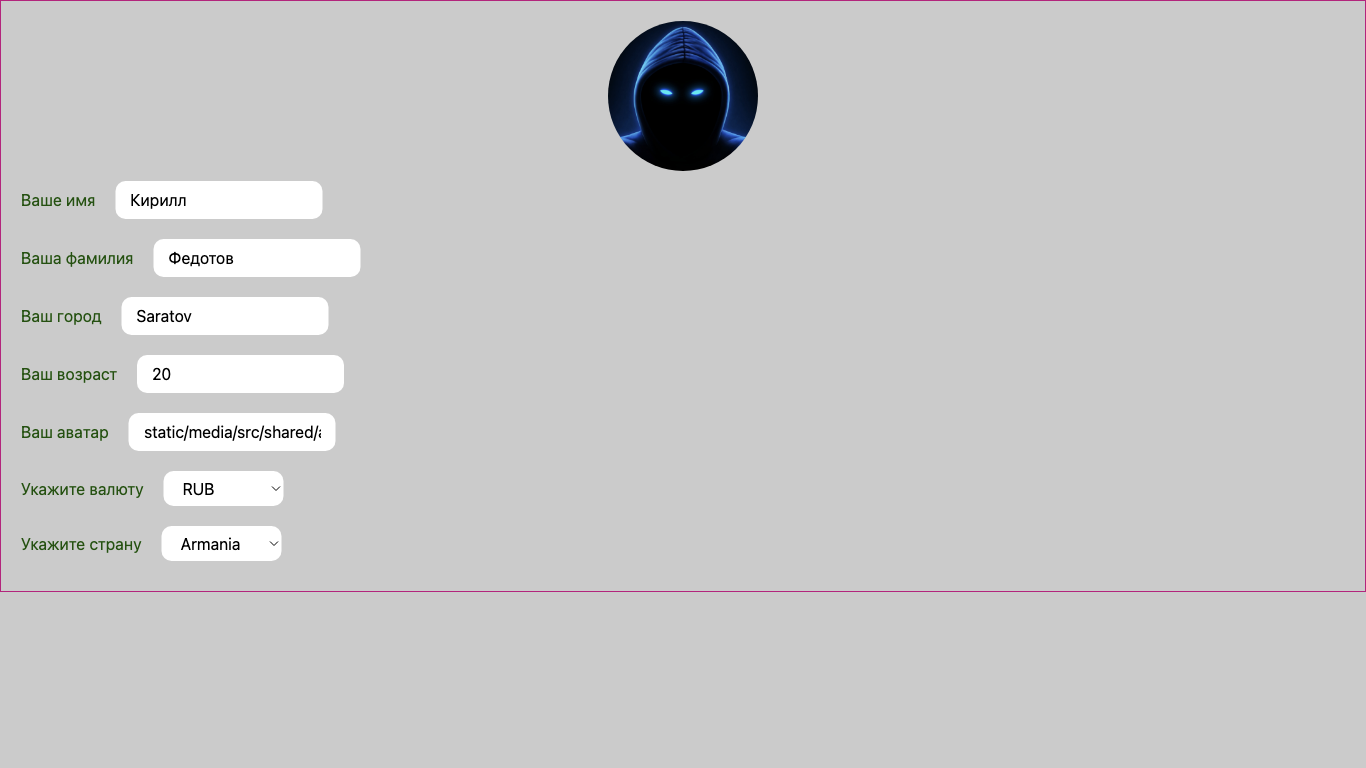 Ваше имя Кирилл
Ваша фамилия Федотов
Ваш город Saratov
Ваш возраст 20
Ваш аватар static/media/src/shared/
Укажите валюту RUB
Укажите страну Armania